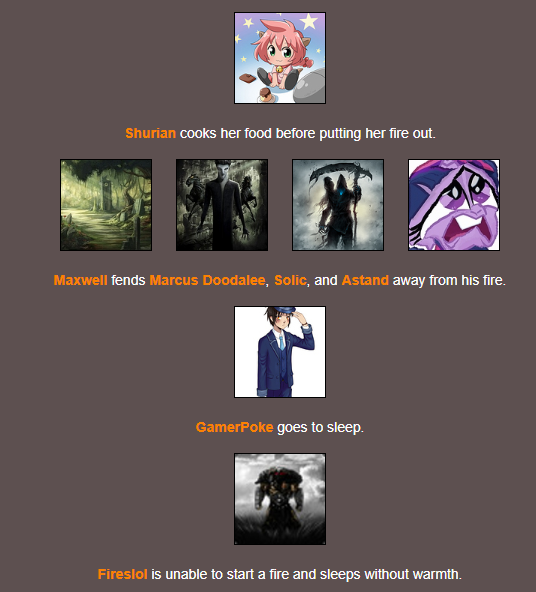 Shurian cooks her food before putting her fire out.
Maxwell fends Marcus Doodalee, Solic, and Astand away from his fire.
GamerPoke goes to sleep.
Fireslol is unable to start a fire and sleeps without warmth.